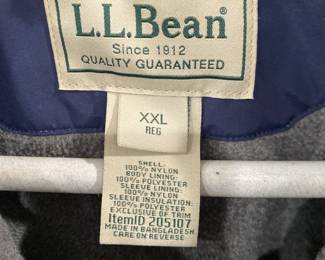 L.L.Bean
Since 1912
QUALITY GUARANTEED
XXL
REG
SHELL:
100% NYLON
BODY LINING:
100% POLYESTER
SLEEVE LINING:
100% NYLON
SLEEVE INSULATION:
100% POLYESTER
EXCLUSIVE OF TRIM
ItemID 205107
MADE IN BANGLADESH
CARE ON REVERSE